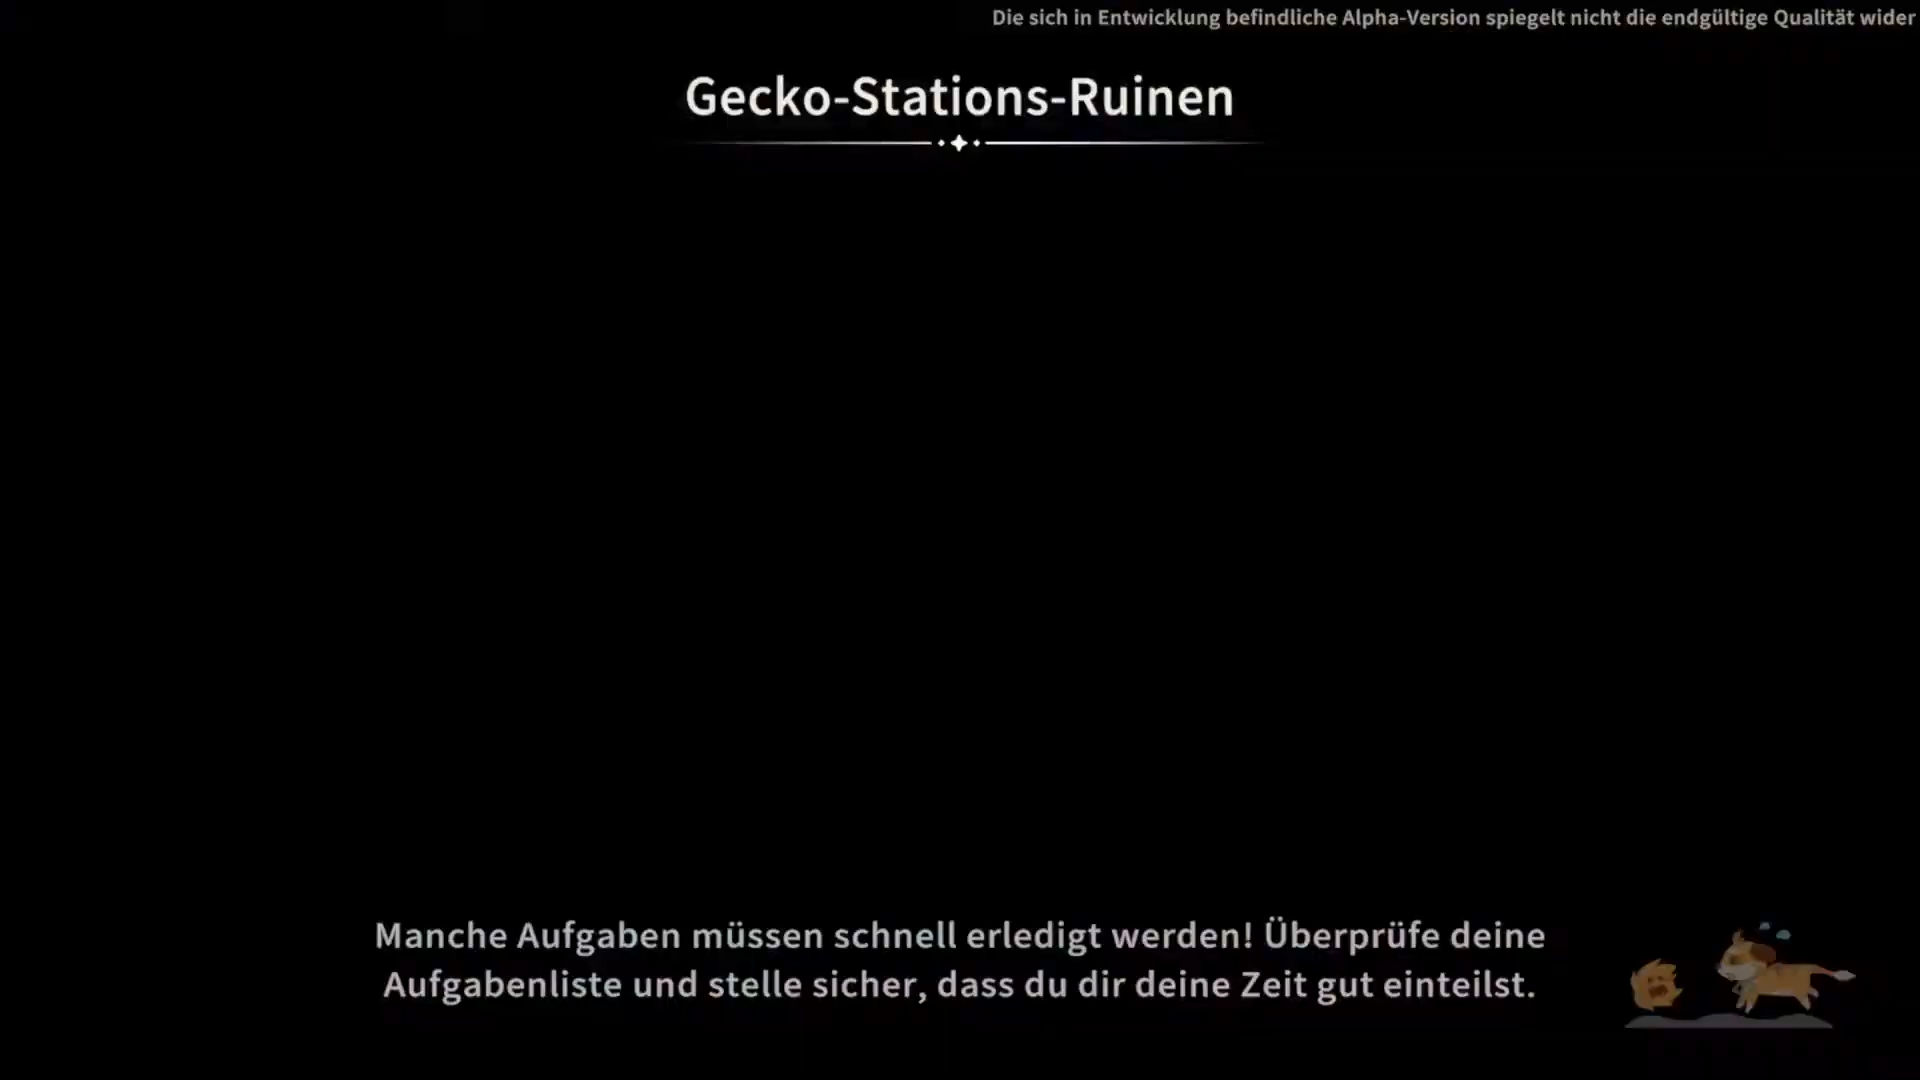 Die sich in Entwicklung befindliche Alpha-Version spiegelt nicht die endgültige Qualität wider
Gecko-Stations-Ruinen
Manche Aufgaben müssen schnell erledigt werden! Überprüfe deine
Aufgabenliste und stelle sicher, dass du dir deine Zeit gut einteilst.